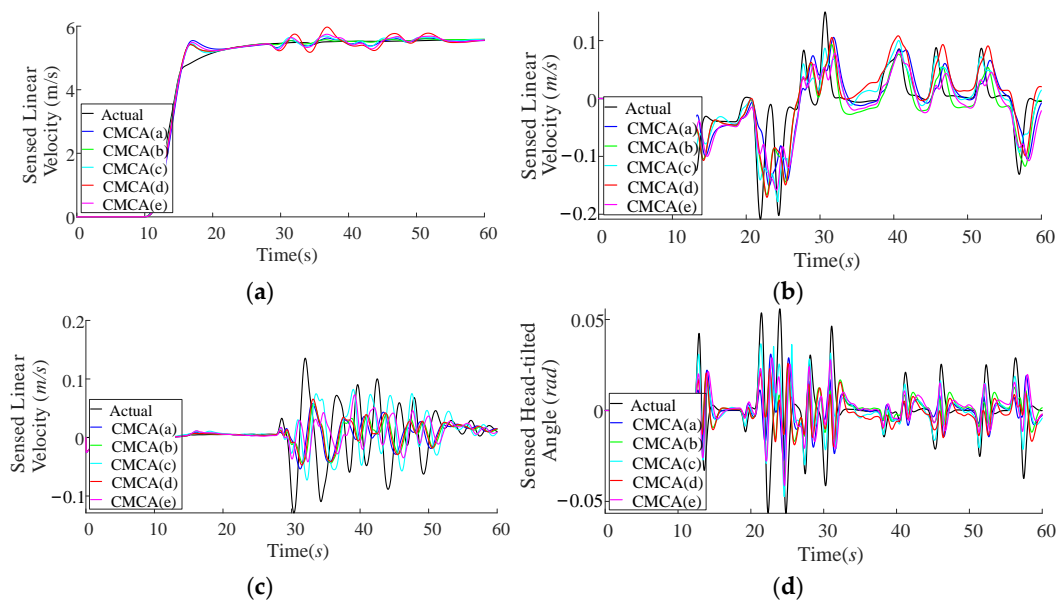 Sensed Linear
Velocity (m/s)
6
4
2
0
Actual
CMCA(a)
CMCA(b)
CMCA(c)
CMCA(d)
CMCA(e)
0
10
20
30
40
50
60
Time(s)
(a)
Sensed Linear
Velocity (m/s)
0.1
0
−0.1
−0.2
Actual
CMCA(a)
CMCA(b)
CMCA(c)
CMCA(d)
CMCA(e)
0
10
20
30
40
50
60
Time(s)
(b)
Sensed Linear
Velocity (m/s)
0.2
0.1
0
−0.1
Actual
CMCA(a)
CMCA(b)
CMCA(c)
CMCA(d)
CMCA(e)
0
10
20
30
40
50
60
Time(s)
(c)
Sensed Head-tilted
Angle (rad)
0.05
0
−0.05
Actual
CMCA(a)
CMCA(b)
CMCA(c)
CMCA(d)
CMCA(e)
0
10
20
30
40
50
60
Time(s)
(d)